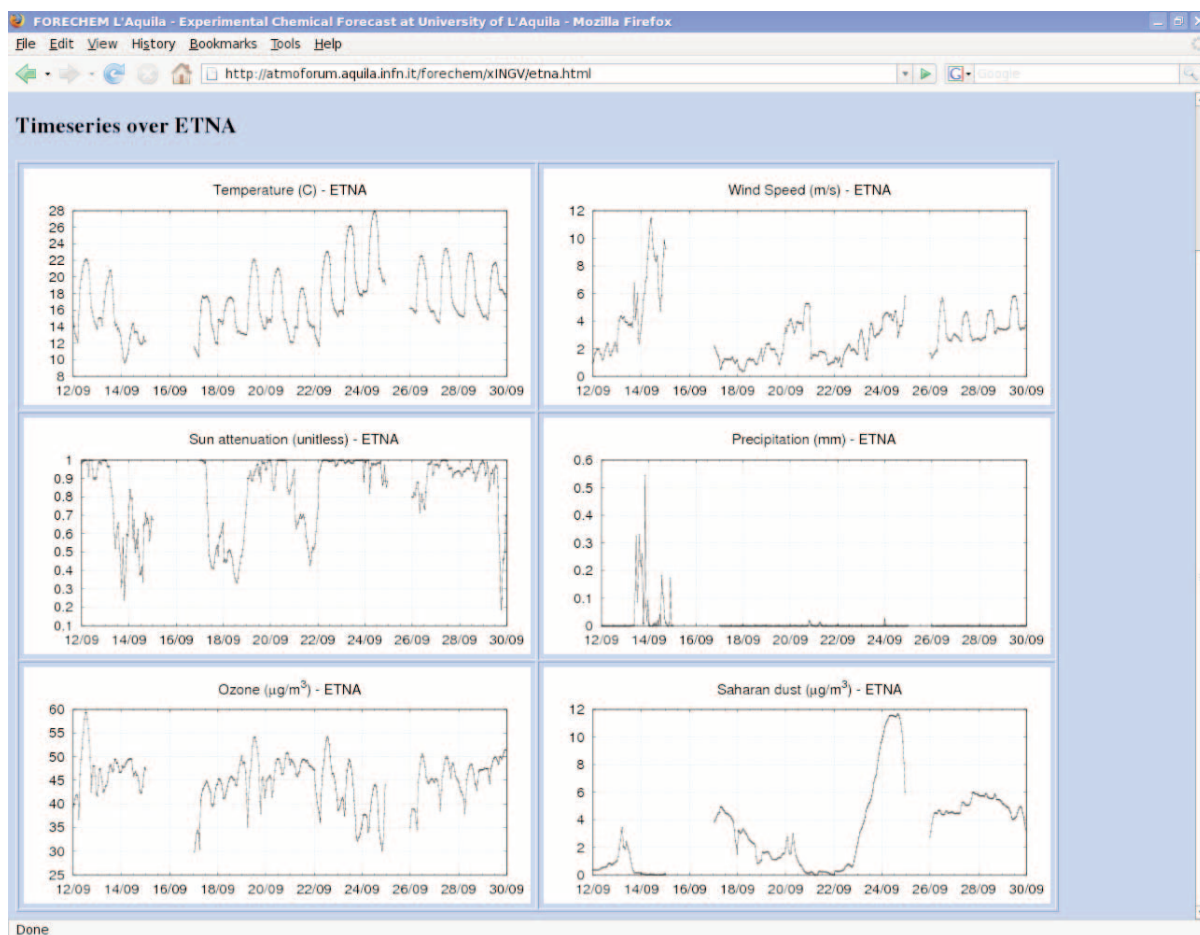 FORECHEM L'Aquila - Experimental Chemical Forecast at University of L'Aquila - Mozilla Firefox
File Edit View History Bookmarks Tools Help
http://atmoforum.aquila.infn.it/forechem/xINGV/etna.html
G Google
Timeseries over ETNA
Temperature (C) - ETNA
28
26
24
22
20
18
16
14
12
10
8
12/09 14/09 16/09 18/09 20/09 22/09 24/09 26/09 28/09 30/09
Wind Speed (m/s) - ETNA
12
10
8
6
4
2
0
12/09 14/09 16/09 18/09 20/09 22/09 24/09 26/09 28/09 30/09
Sun attenuation (unitless) - ETNA
1
0.9
0.8
0.7
0.6
0.5
0.4
0.3
0.2
0.1
12/09 14/09 16/09 18/09 20/09 22/09 24/09 26/09 28/09 30/09
Precipitation (mm) - ETNA
0.6
0.5
0.4
0.3
0.2
0.1
0
12/09 14/09 16/09 18/09 20/09 22/09 24/09 26/09 28/09 30/09
Ozone (μg/m³) - ETNA
60
55
50
45
40
35
30
25
12/09 14/09 16/09 18/09 20/09 22/09 24/09 26/09 28/09 30/09
Saharan dust (μg/m³) - ETNA
12
10
8
6
4
2
0
12/09 14/09 16/09 18/09 20/09 22/09 24/09 26/09 28/09 30/09
Done